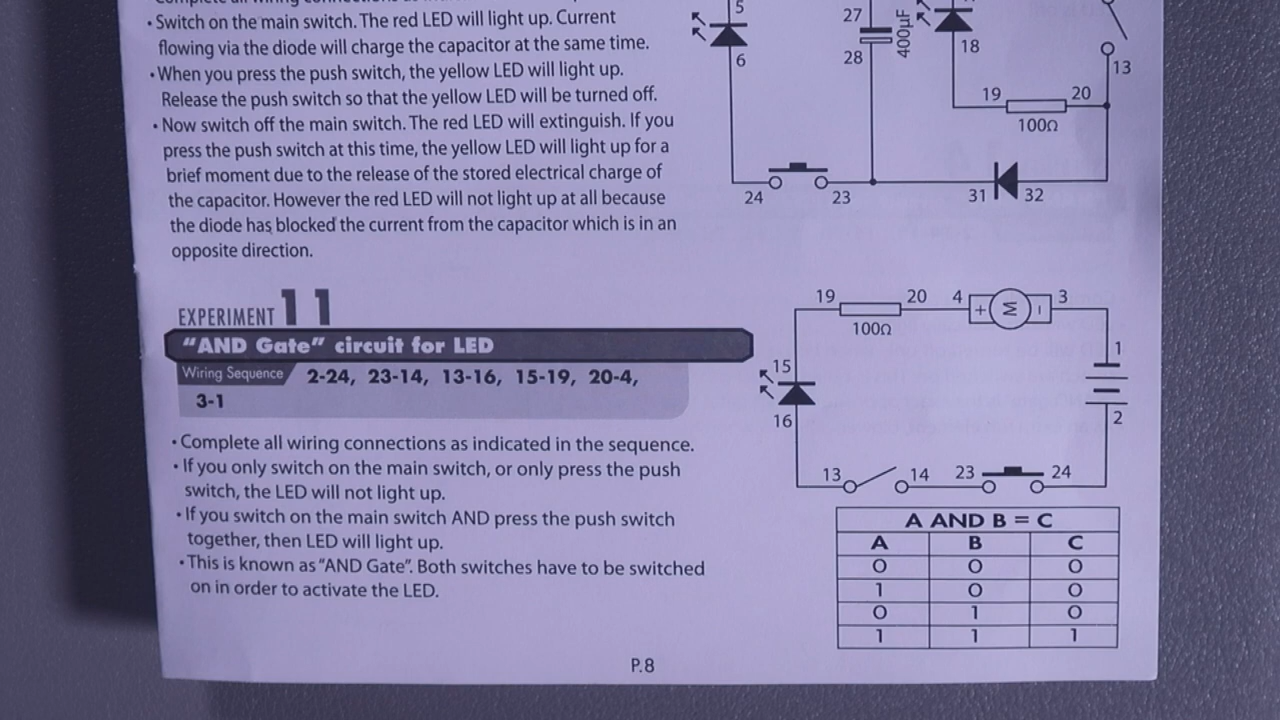 • Switch on the main switch. The red LED will light up. Current
flowing via the diode will charge the capacitor at the same time.
• When you press the push switch, the yellow LED will light up.
Release the push switch so that the yellow LED will be turned off.
• Now switch off the main switch. The red LED will extinguish. If you
press the push switch at this time, the yellow LED will light up for a
brief moment due to the release of the stored electrical charge of
the capacitor. However the red LED will not light up at all because
the diode has blocked the current from the capacitor which is in an
opposite direction.
5
6
27
28
400µF
18
13
19 20
100Ω
24 23 31 32
EXPERIMENT 11
"AND Gate" circuit for LED
Wiring Sequence 2-24, 23-14, 13-16, 15-19, 20-4,
3-1
• Complete all wiring connections as indicated in the sequence.
• If you only switch on the main switch, or only press the push
switch, the LED will not light up.
• If you switch on the main switch AND press the push switch
together, then LED will light up.
• This is known as "AND Gate". Both switches have to be switched
on in order to activate the LED.
19 20 4 + M - 3
100Ω
15
16
1
2
13 14 23 24
A AND B = C
A B C
0 0 0
1 0 0
0 1 0
1 1 1
P.8